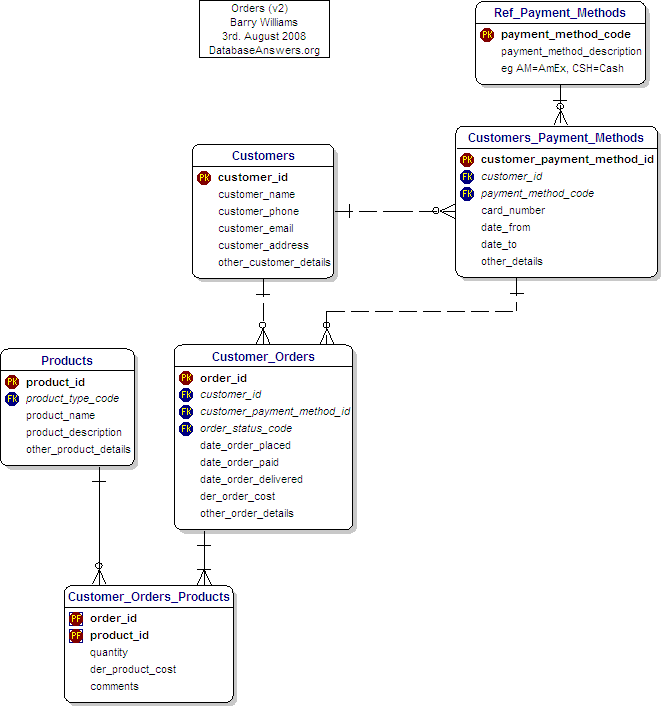 Orders (v2)
Barry Williams
3rd. August 2008
DatabaseAnswers.org
Ref_Payment_Methods
PK payment_method_code
payment_method_description
eg AM=AmEx, CSH=Cash
Customers_Payment_Methods
PK customer_payment_method_id
FK customer_id
FK payment_method_code
card_number
date_from
date_to
other_details
Customers
PK customer_id
customer_name
customer_phone
customer_email
customer_address
other_customer_details
Products
PK product_id
FK product_type_code
product_name
product_description
other_product_details
Customer_Orders
PK order_id
FK customer_id
FK customer_payment_method_id
FK order_status_code
date_order_placed
date_order_paid
date_order_delivered
der_order_cost
other_order_details
Customer_Orders_Products
PF order_id
PF product_id
quantity
der_product_cost
comments